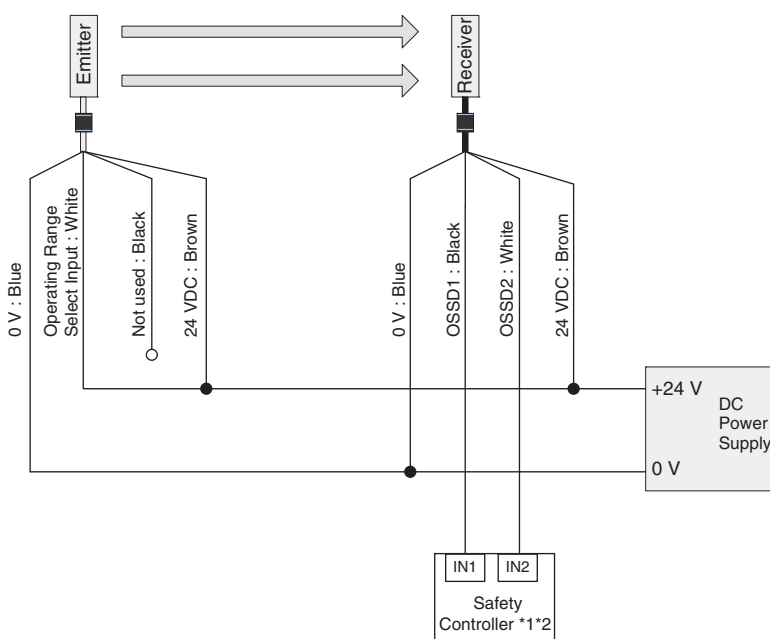 Emitter
Receiver
0 V : Blue
Operating Range
Select Input : White
Not used : Black
24 VDC : Brown
0 V : Blue
OSSD1 : Black
OSSD2 : White
24 VDC : Brown
+24 V
DC
Power
Supply
0 V
IN1
IN2
Safety
Controller *1*2